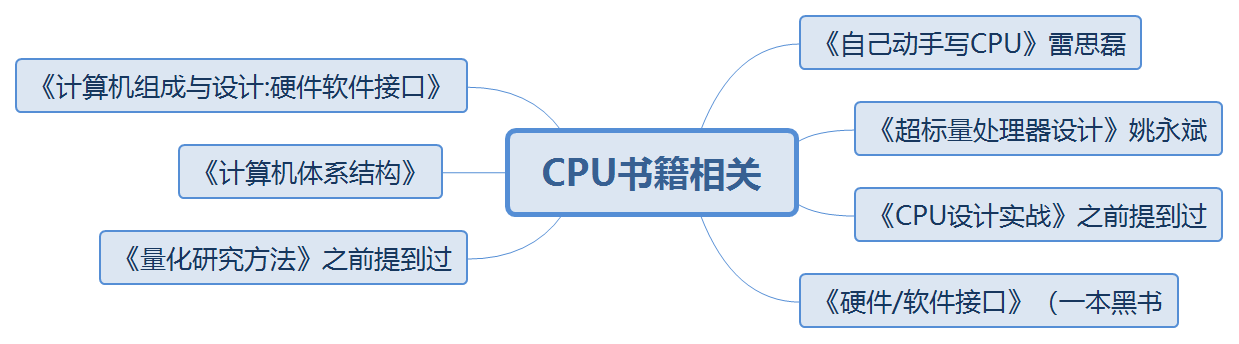 《自己动手写CPU》雷思磊
《计算机组成与设计:硬件软件接口》
《超标量处理器设计》姚永斌
CPU书籍相关
《计算机体系结构》
《CPU设计实战》之前提到过
《量化研究方法》之前提到过
《硬件/软件接口》（一本黑书